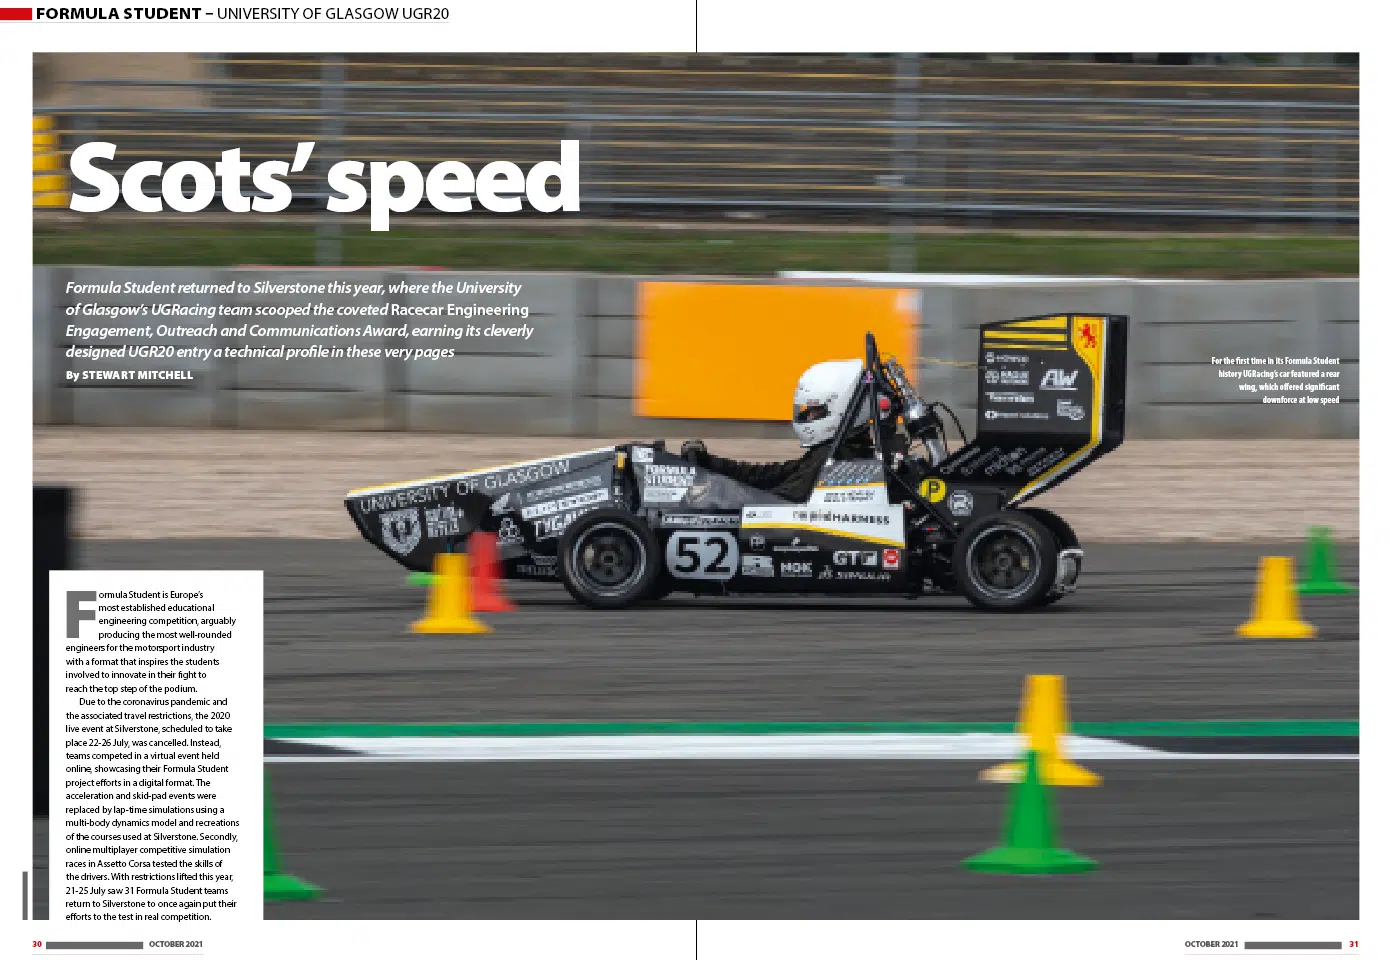 FORMULA STUDENT – UNIVERSITY OF GLASGOW UGR20
Scots’ speed
Formula Student returned to Silverstone this year, where the University
of Glasgow’s UGRacing team scooped the coveted Racecar Engineering
Engagement, Outreach and Communications Award, earning its cleverly
designed UGR20 entry a technical profile in these very pages
By STEWART MITCHELL
For the first time in its Formula Student
history UGRacing’s car featured a rear
wing, which offered significant
downforce at low speed
AW
UNIVERSITY OF GLASGOW
FORMULA
STUDENT
P
HARNESS
52
GT
NGK
Formula Student is Europe’s
most established educational
engineering competition, arguably
producing the most well-rounded
engineers for the motorsport industry
with a format that inspires the students
involved to innovate in their fight to
reach the top step of the podium.
Due to the coronavirus pandemic and
the associated travel restrictions, the 2020
live event at Silverstone, scheduled to take
place 22-26 July, was cancelled. Instead,
teams competed in a virtual event held
online, showcasing their Formula Student
project efforts in a digital format. The
acceleration and skid-pad events were
replaced by lap-time simulations using a
multi-body dynamics model and recreations
of the courses used at Silverstone. Secondly,
online multiplayer competitive simulation
races in Assetto Corsa tested the skills of
the drivers. With restrictions lifted this year,
21-25 July saw 31 Formula Student teams
return to Silverstone to once again put their
efforts to the test in real competition.
30 OCTOBER 2021
OCTOBER 2021 31